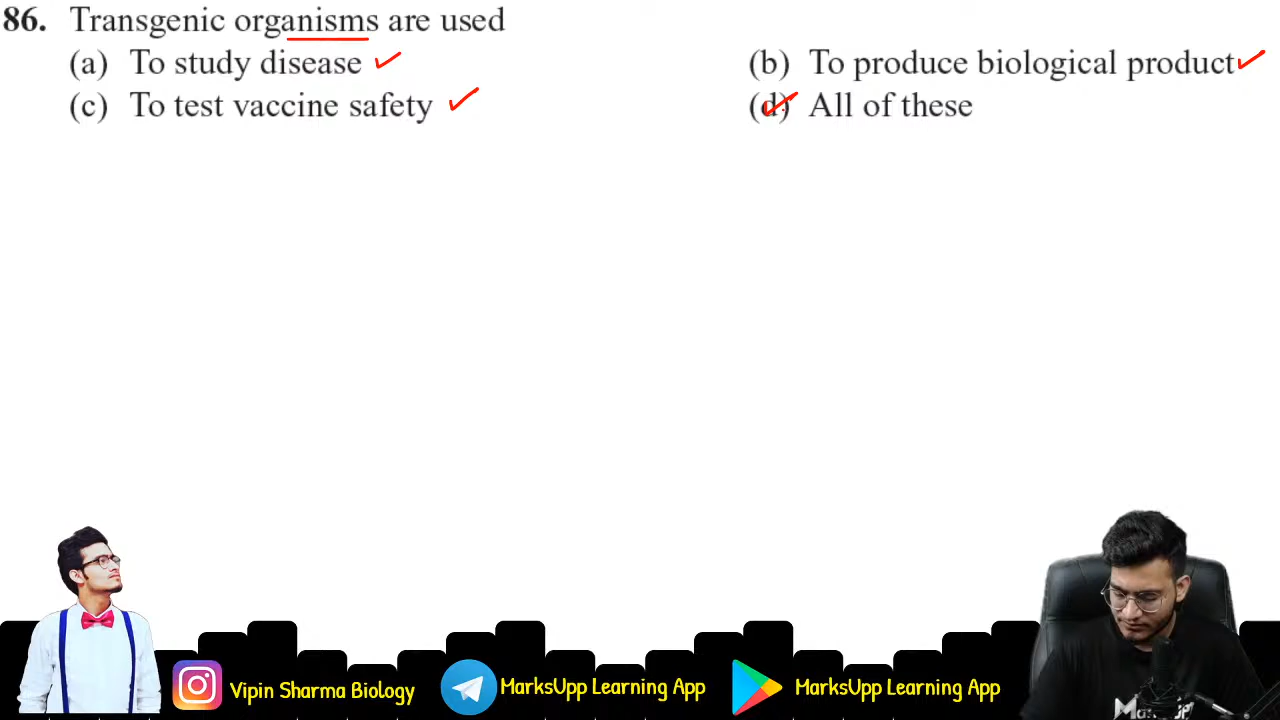 86. Transgenic organisms are used
(a) To study disease
(b) To produce biological product
(c) To test vaccine safety
(d) All of these
Vipin Sharma Biology
MarksUpp Learning App
MarksUpp Learning App